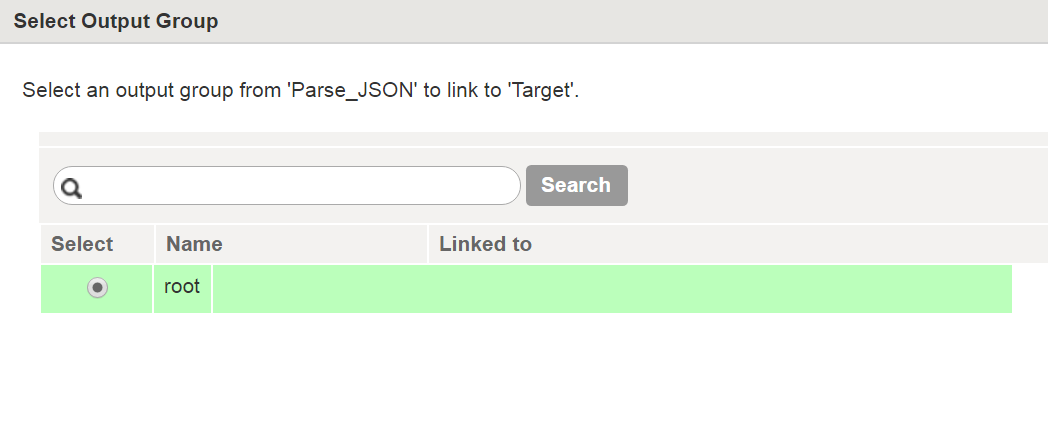 Select Output Group
Select an output group from 'Parse_JSON' to link to 'Target'.
Search
Select Name Linked to
root